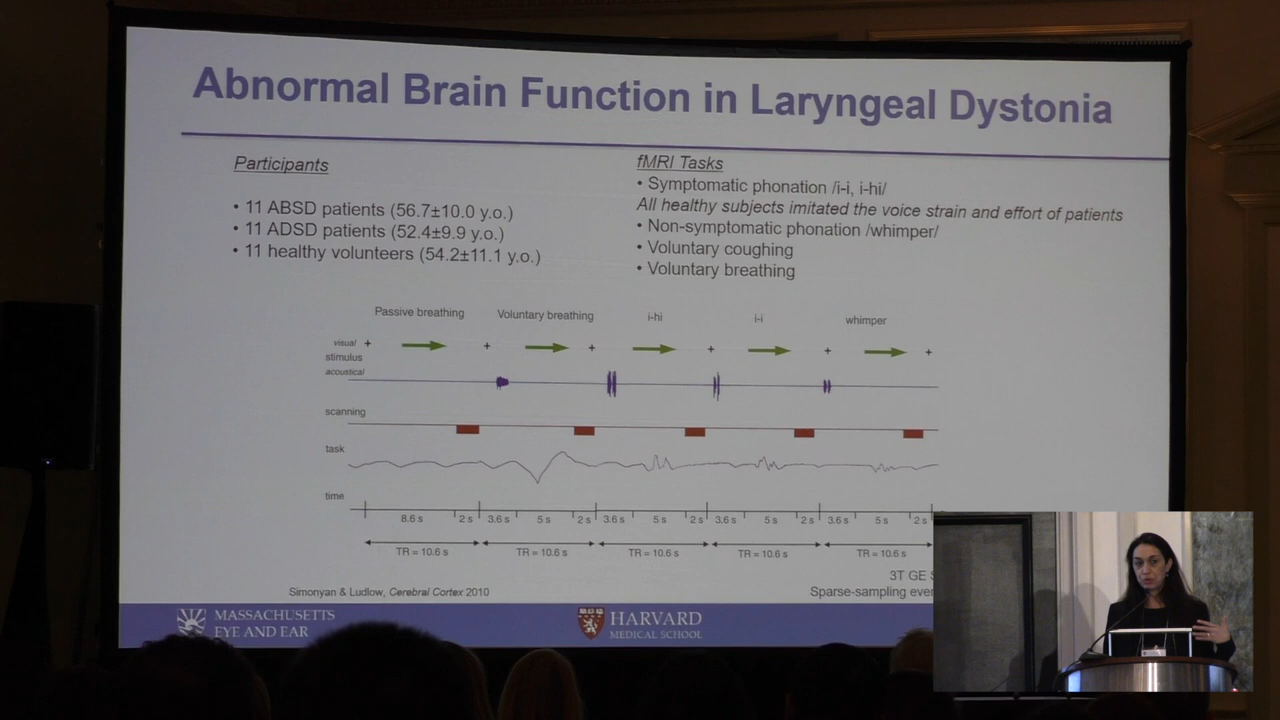 Abnormal Brain Function in Laryngeal Dystonia
Participants
• 11 ABSD patients (56.7±10.0 y.o.)
• 11 ADSD patients (52.4±9.9 y.o.)
• 11 healthy volunteers (54.2±11.1 y.o.)
fMRI Tasks
• Symptomatic phonation /i-i, i-hi/
All healthy subjects imitated the voice strain and effort of patients
• Non-symptomatic phonation /whimper/
• Voluntary coughing
• Voluntary breathing
Passive breathing Voluntary breathing i-hi i-i whimper
visual + + + + + +
stimulus
acoustical
scanning
task
time
8.6 s 2 s 3.6 s 5 s 2 s 3.6 s 5 s 2 s 3.6 s 5 s 2 s 3.6 s 5 s 2 s
TR = 10.6 s TR = 10.6 s TR = 10.6 s TR = 10.6 s TR = 10.6 s
3T GE
Simonyan & Ludlow, Cerebral Cortex 2010
Sparse-sampling
MASSACHUSETTS
EYE AND EAR
HARVARD
MEDICAL SCHOOL